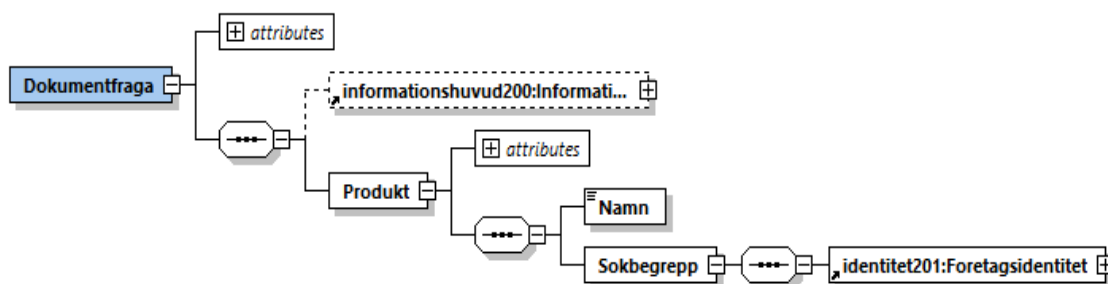 attributes
Dokumentfraga
informationshuvud200:Informati...
attributes
Produkt
Namn
Sokbegrepp
identitet201:Foretagsidentitet